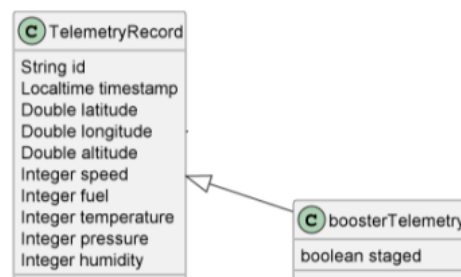 C TelemetryRecord
String id
Localtime timestamp
Double latitude
Double longitude
Double altitude
Integer speed
Integer fuel
Integer temperature
Integer pressure
Integer humidity
C boosterTelemetry
boolean staged